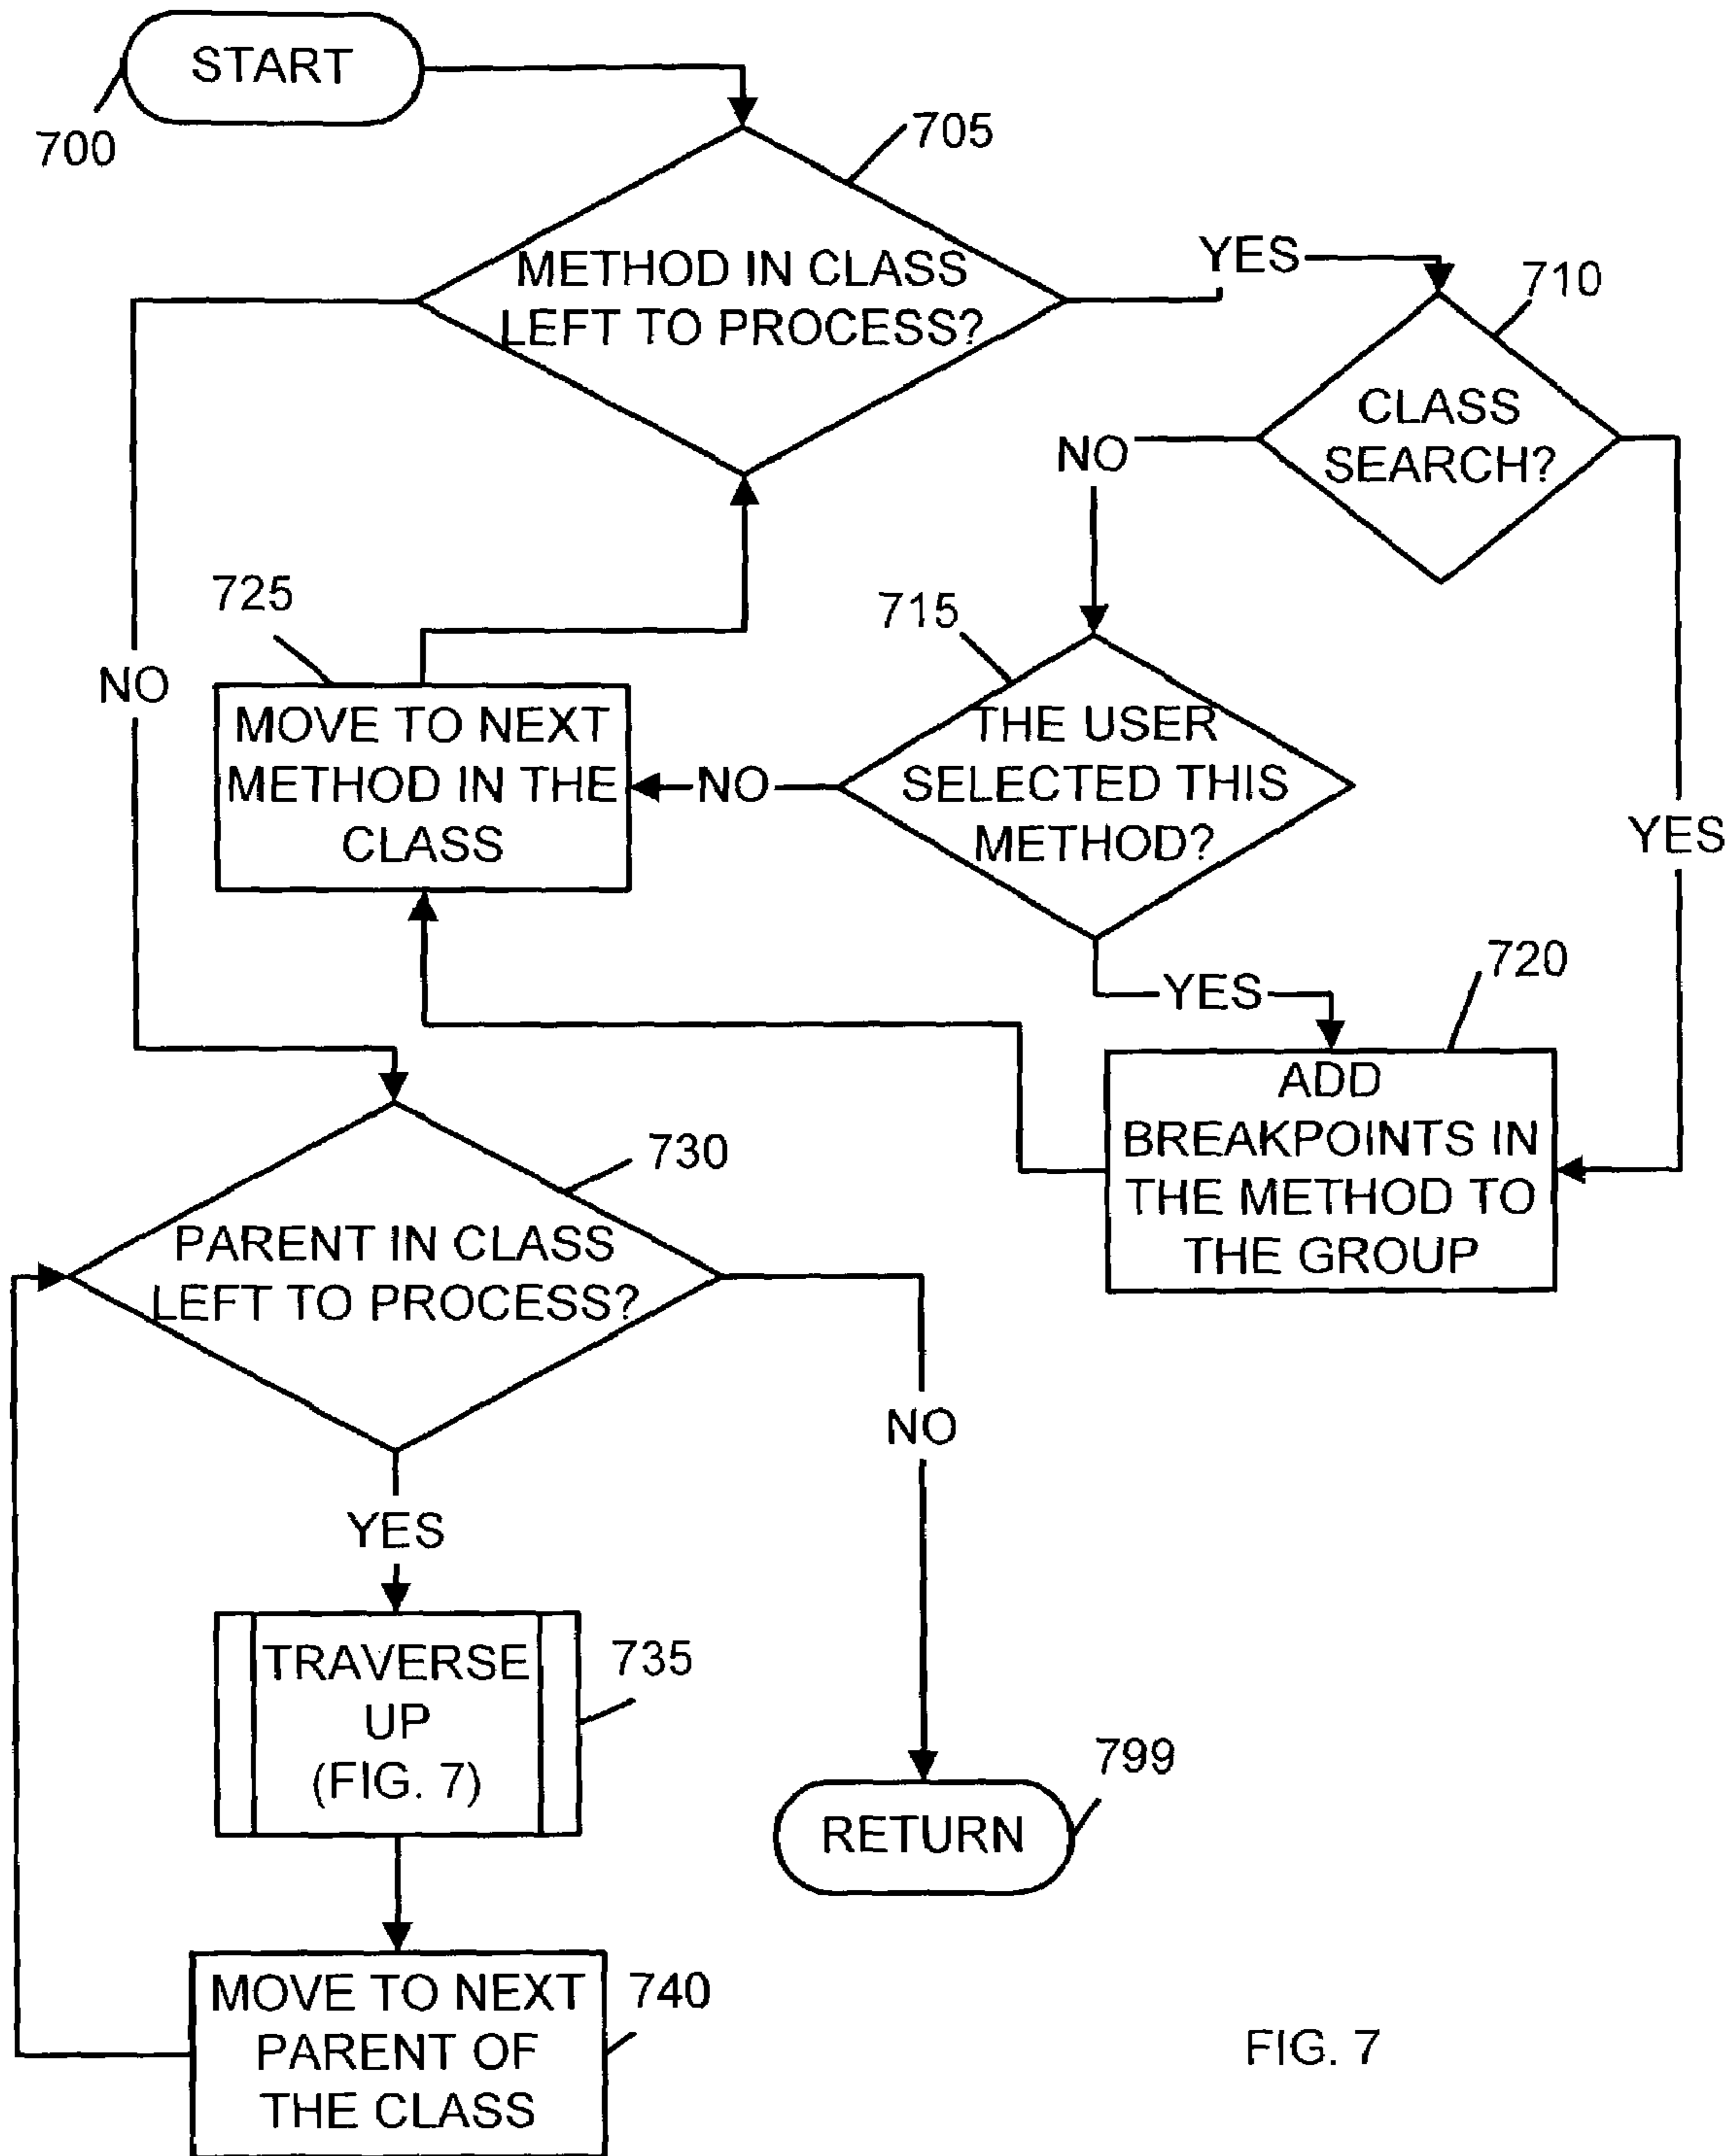 START
700
705
METHOD IN CLASS
LEFT TO PROCESS?
YES
710
CLASS
SEARCH?
NO
715
725
NO
MOVE TO NEXT
METHOD IN THE
CLASS
NO
THE USER
SELECTED THIS
METHOD?
YES
YES
720
ADD
BREAKPOINTS IN
THE METHOD TO
THE GROUP
730
PARENT IN CLASS
LEFT TO PROCESS?
NO
YES
TRAVERSE
UP
(FIG. 7)
735
799
RETURN
MOVE TO NEXT
PARENT OF
THE CLASS
740
FIG. 7